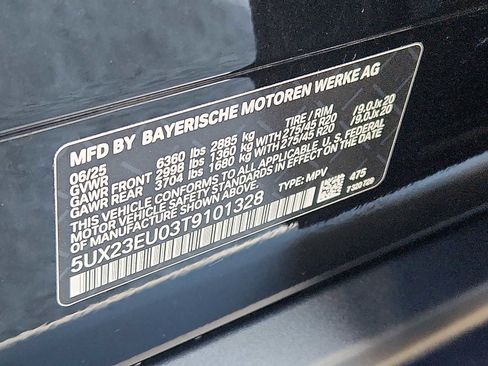 MFD BY BAYERISCHE MOTOREN WERKE AG
06/25 TIRE / RIM
GVWR 6360 lbs 2885 kg
GAWR FRONT 2998 lbs 1360 kg WITH 275/45 R20 /9.0Jx20
GAWR REAR 3704 lbs 1680 kg WITH 275/45 R20 /9.0Jx20
THIS VEHICLE CONFORMS TO ALL APPLICABLE U.S. FEDERAL
MOTOR VEHICLE SAFETY STANDARDS IN EFFECT ON THE DATE
OF MANUFACTURE SHOWN ABOVE.
5UX23EU03T9101328 TYPE: MPV 475